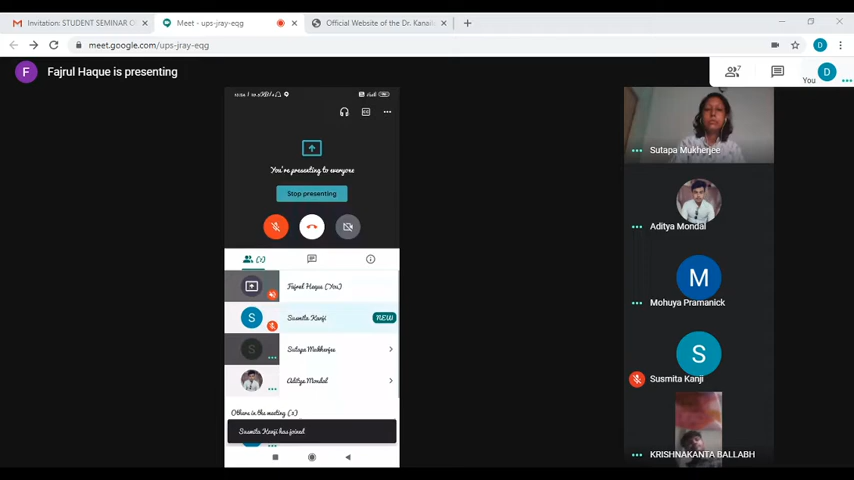 Invitation: STUDENT SEMINAR O
Meet - ups-jray-eqg
Official Website of the Dr. Kanail
meet.google.com/ups-jray-eqg
F
Fajrul Haque is presenting
7
You
D
D
You're presenting to everyone
Stop presenting
Fajrul Haque (You)
S
Susmita Kanji
NEW
S
Sutapa Mukherjee
Aditya Mondal
Others in the meeting (3)
Susmita Kanji has joined
Sutapa Mukherjee
Aditya Mondal
M
Mohuya Pramanick
S
Susmita Kanji
KRISHNAKANTA BALLABH